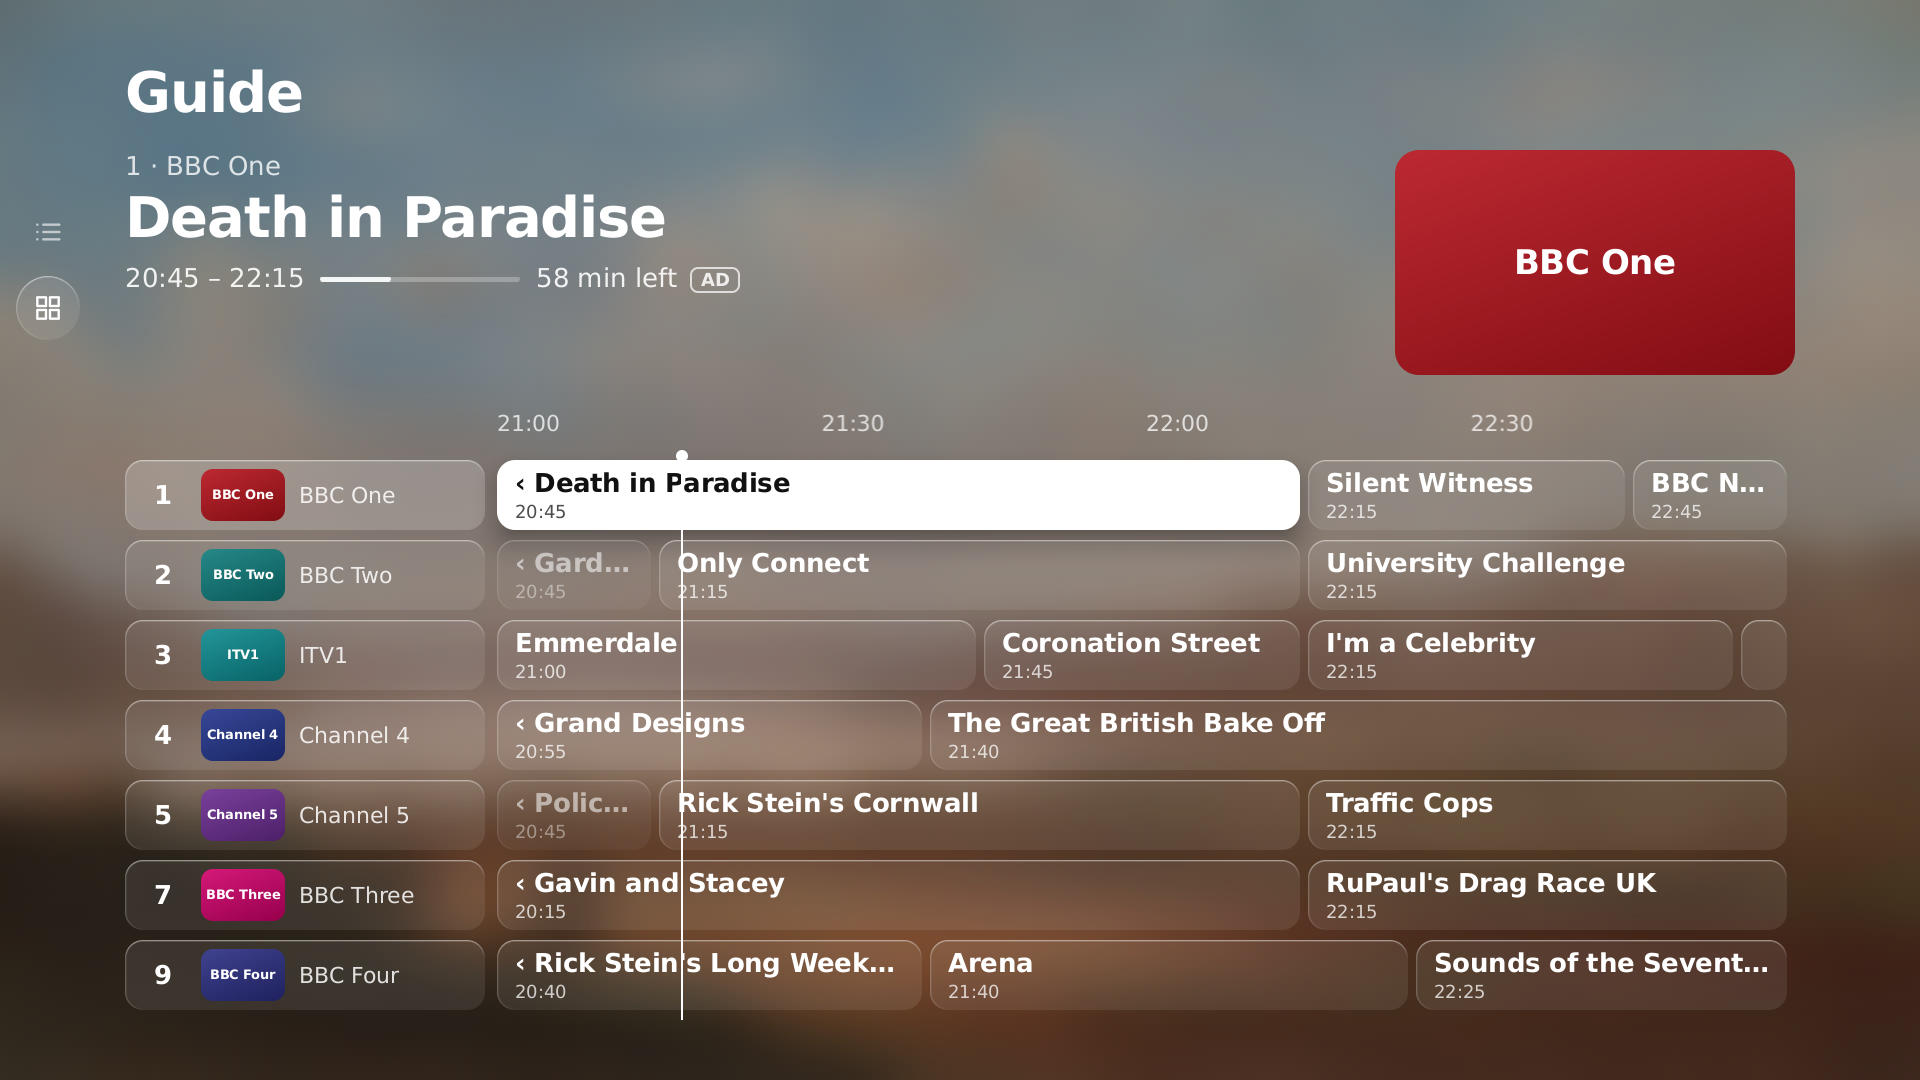 Guide
1 · BBC One
Death in Paradise
20:45 – 22:15 58 min left AD
BBC One
21:00 21:30 22:00 22:30
1 BBC One BBC One ‹ Death in Paradise Silent Witness BBC N…
20:45 22:15 22:45
2 BBC Two BBC Two ‹ Gard… Only Connect University Challenge
20:45 21:15 22:15
3 ITV1 ITV1 Emmerdale Coronation Street I'm a Celebrity
21:00 21:45 22:15
4 Channel 4 Channel 4 ‹ Grand Designs The Great British Bake Off
20:55 21:40
5 Channel 5 Channel 5 ‹ Polic… Rick Stein's Cornwall Traffic Cops
20:45 21:15 22:15
7 BBC Three BBC Three ‹ Gavin and Stacey RuPaul's Drag Race UK
20:15 22:15
9 BBC Four BBC Four ‹ Rick Stein's Long Week… Arena Sounds of the Sevent…
20:40 21:40 22:25